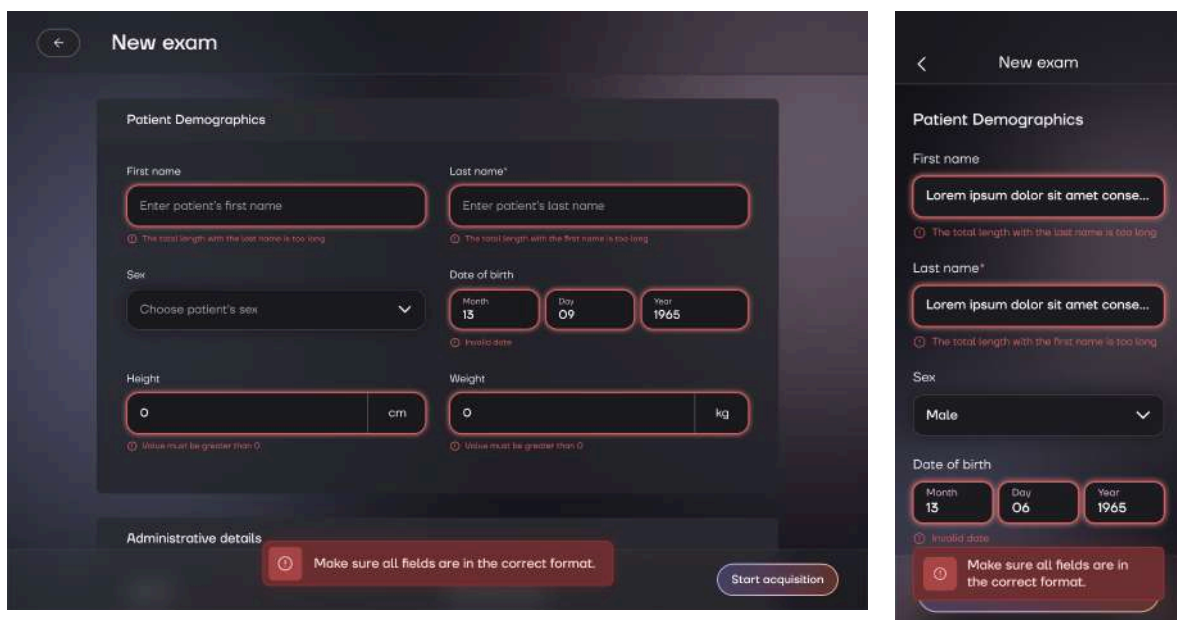 New exam
Patient Demographics
First name
Last name*
Enter patient's first name
Enter patient's last name
The total length with the last name is too long
The total length with the first name is too long
Sex
Date of birth
Choose patient's sex
Month
Day
Year
13
09
1965
Invalid date
Height
Weight
0
cm
0
kg
Value must be greater than 0
Value must be greater than 0
Administrative details
Make sure all fields are in the correct format.
Start acquisition
New exam
Patient Demographics
First name
Lorem ipsum dolor sit amet conse...
The total length with the last name is too long
Last name*
Lorem ipsum dolor sit amet conse...
The total length with the first name is too long
Sex
Male
Date of birth
Month
Day
Year
13
06
1965
Invalid date
Make sure all fields are in
the correct format.